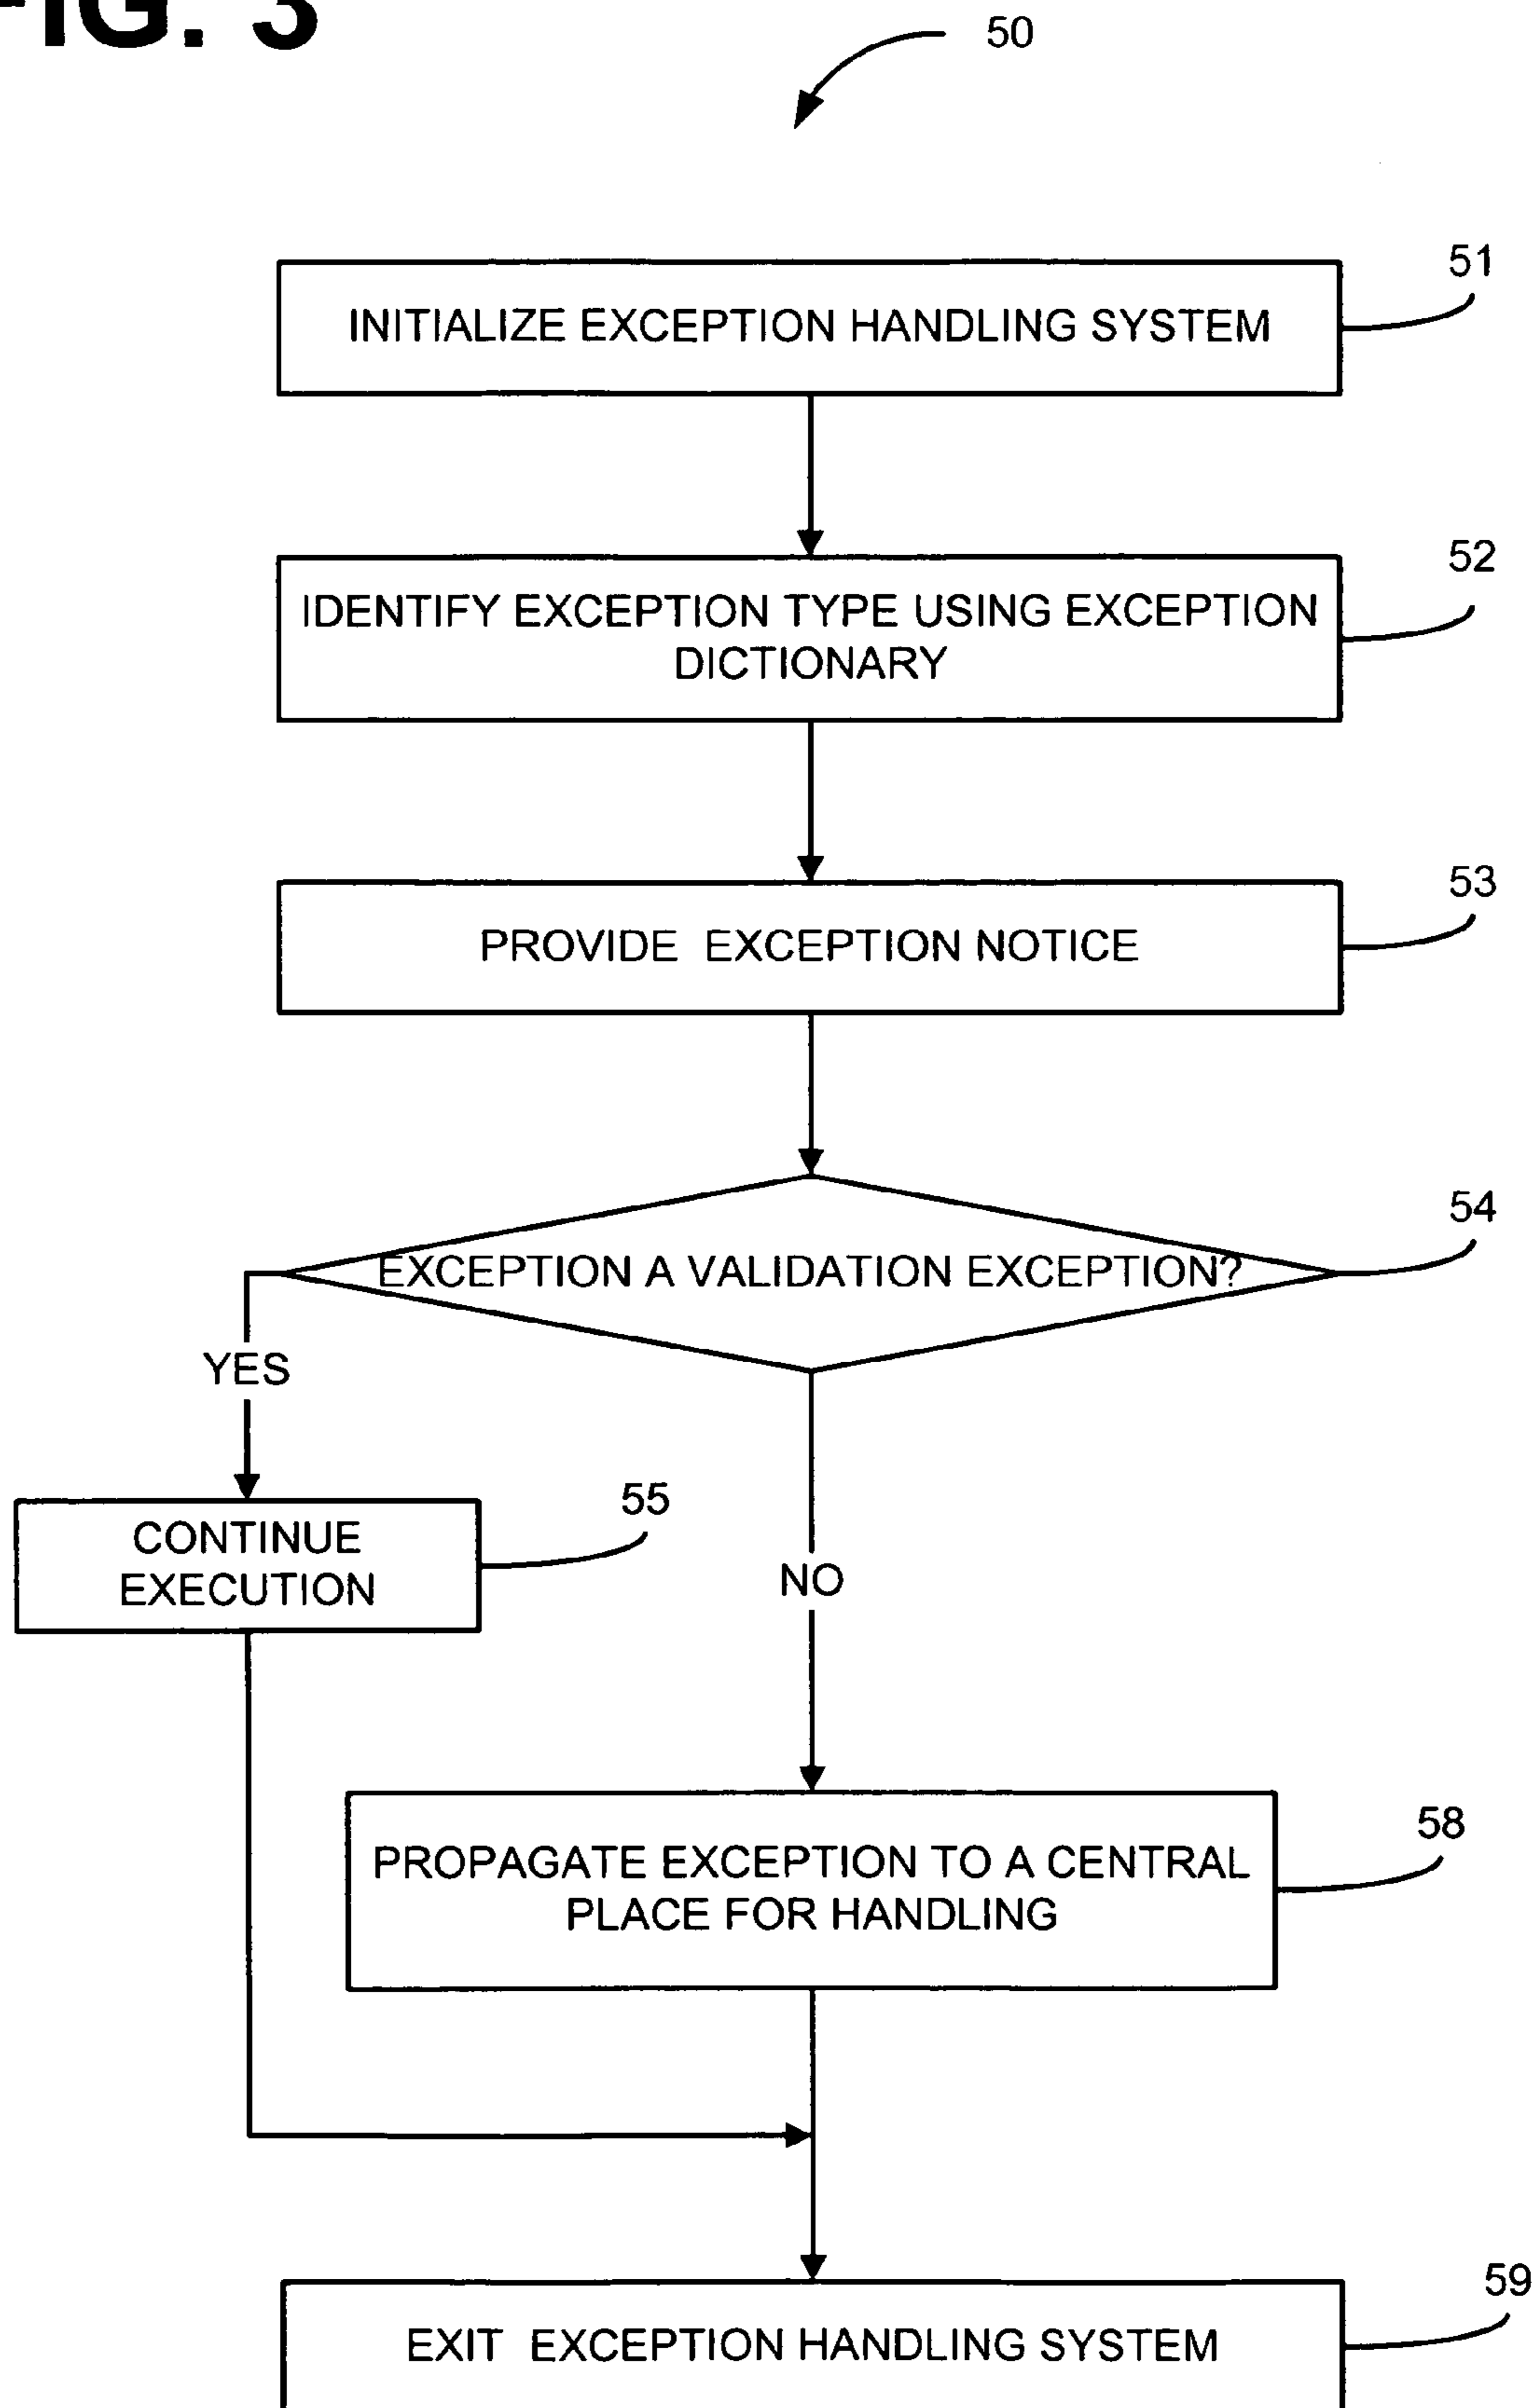 FIG. 3
50
INITIALIZE EXCEPTION HANDLING SYSTEM
51
IDENTIFY EXCEPTION TYPE USING EXCEPTION
DICTIONARY
52
PROVIDE EXCEPTION NOTICE
53
EXCEPTION A VALIDATION EXCEPTION?
54
YES
CONTINUE
EXECUTION
55
NO
PROPAGATE EXCEPTION TO A CENTRAL
PLACE FOR HANDLING
58
EXIT EXCEPTION HANDLING SYSTEM
59